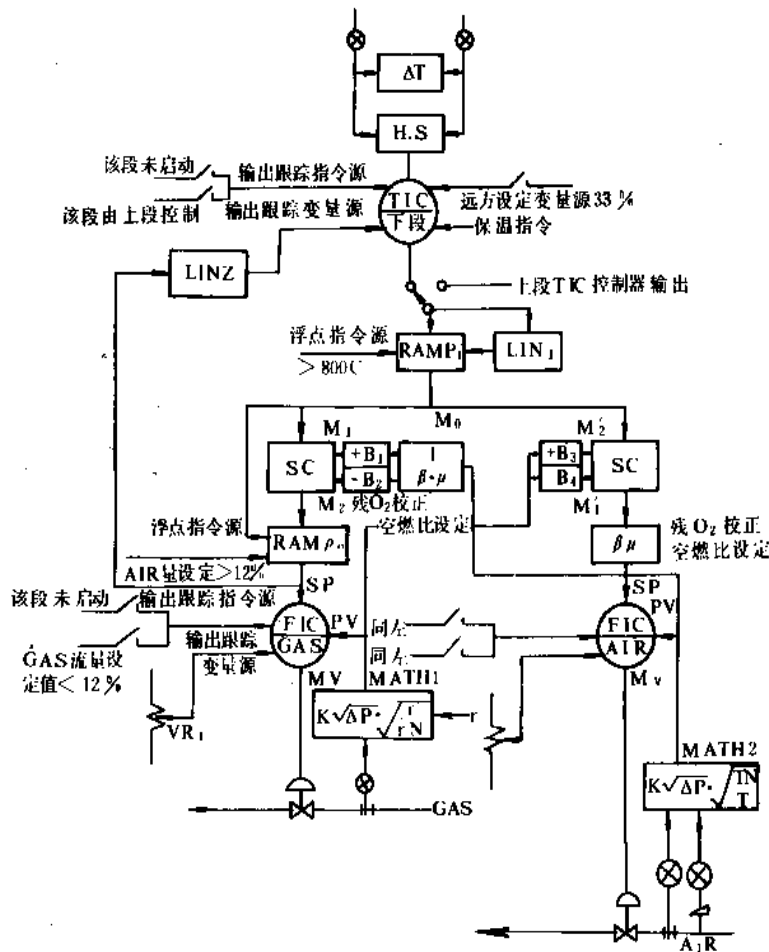 ΔT
H.S
该段未启动
输出跟踪指令源
该段由上段控制
输出跟踪变量源
TIC
下段
远方设定变量源33%
保温指令
LINZ
上段TIC控制器输出
浮点指令源
>800C
RAMP₁
LIN₁
M₀
M₁
M₂′
SC
+B₁
-B₂
1
β·μ
+B₃
B₄
SC
M₂
残O₂校正
空燃比设定
M₁′
浮点指令源
βμ
残O₂校正
空燃比设定
AIR量设定>12%
SP
SP
该段未启动
输出跟踪指令源
FIC
GAS
PV
同左
同左
FIC
AIR
PV
GAS流量设
定值<12%
输出跟踪
变量源
MV
MATH1
Mv
VR₁
K√ΔP·√r/rN
r
MATH2
K√ΔP·√TN/T
GAS
A₁R